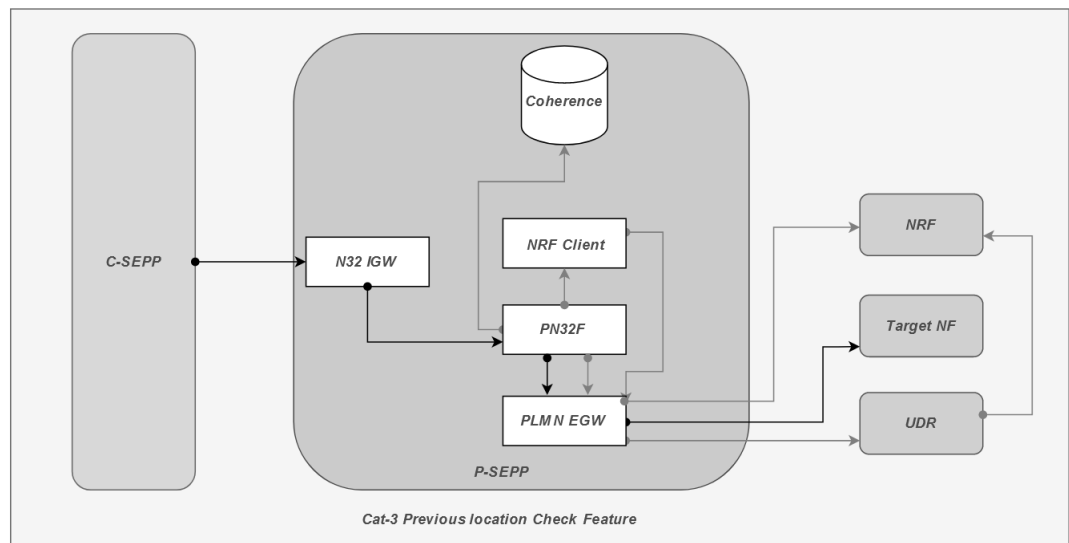 Coherence
NRF
NRF Client
C-SEPP
N32 IGW
PN32F
Target NF
PLMN EGW
UDR
P-SEPP
Cat-3 Previous location Check Feature